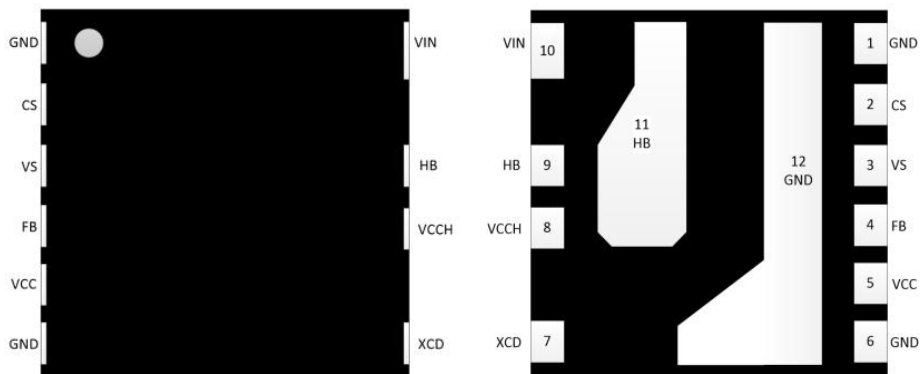 GND VIN
CS
VS HB
FB VCCH
VCC
GND XCD
VIN 10 1 GND
2 CS
11
HB
HB 9 12
GND 3 VS
VCCH 8 4 FB
5 VCC
XCD 7 6 GND